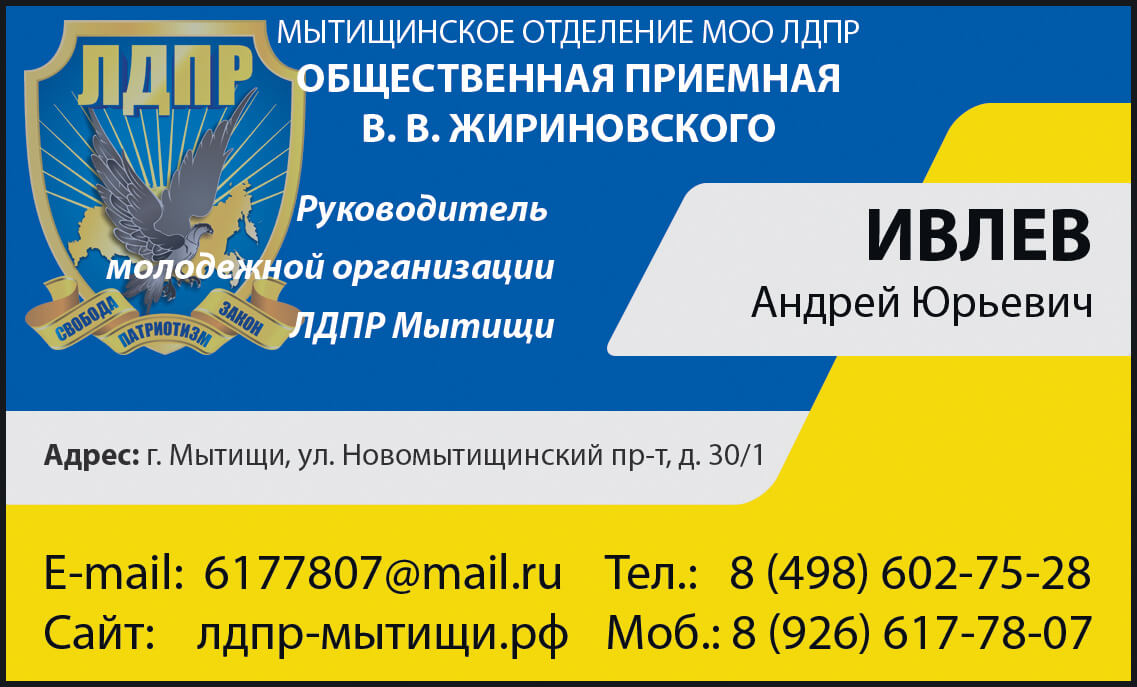 ЛДПР
СВОБОДА
ПАТРИОТИЗМ
ЗАКОН
МЫТИЩИНСКОЕ ОТДЕЛЕНИЕ МОО ЛДПР
ОБЩЕСТВЕННАЯ ПРИЕМНАЯ
В. В. ЖИРИНОВСКОГО
Руководитель
молодежной организации
ЛДПР Мытищи
ИВЛЕВ
Андрей Юрьевич
Адрес: г. Мытищи, ул. Новомытищинский пр-т, д. 30/1
E-mail: 6177807@mail.ru
Тел.: 8 (498) 602-75-28
Сайт: лдпр-мытищи.рф
Моб.: 8 (926) 617-78-07